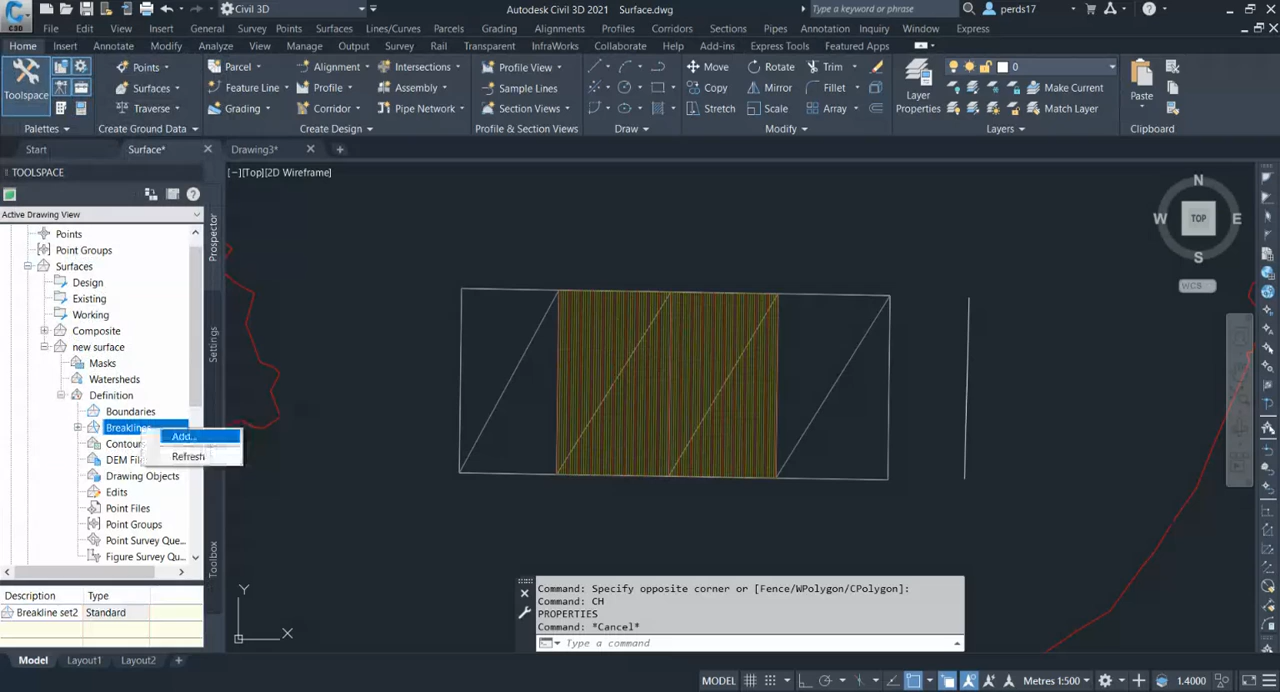 Civil 3D
Autodesk Civil 3D 2021 Surface.dwg
Type a keyword or phrase
perds17
C3D
File Edit View Insert General Survey Points Surfaces Lines/Curves Parcels Grading Alignments Profiles Corridors Sections Pipes Annotation Inquiry Window Express
Home Insert Annotate Modify Analyze View Manage Output Survey Rail Transparent InfraWorks Collaborate Help Add-ins Express Tools Featured Apps
Toolspace
Points
Surfaces
Traverse
Parcel
Feature Line
Grading
Alignment
Profile
Corridor
Intersections
Assembly
Pipe Network
Profile View
Sample Lines
Section Views
Move
Copy
Stretch
Rotate
Mirror
Scale
Trim
Fillet
Array
Layer
Properties
0
Make Current
Match Layer
Paste
Palettes
Create Ground Data
Create Design
Profile & Section Views
Draw
Modify
Layers
Clipboard
Start
Surface*
Drawing3*
TOOLSPACE
[−][Top][2D Wireframe]
Active Drawing View
Points
Point Groups
Surfaces
Design
Existing
Working
Composite
new surface
Masks
Watersheds
Definition
Boundaries
Breaklines
Add...
Contour
Refresh
DEM Fil
Drawing Objects
Edits
Point Files
Point Groups
Point Survey Que...
Figure Survey Qu...
Prospector
Settings
Toolbox
Description Type
Breakline set2 Standard
N
W
TOP
E
S
WCS
Y
X
Command: Specify opposite corner or [Fence/WPolygon/CPolygon]:
Command: CH
PROPERTIES
Command: *Cancel*
Type a command
Model Layout1 Layout2
MODEL
Metres 1:500
1.4000